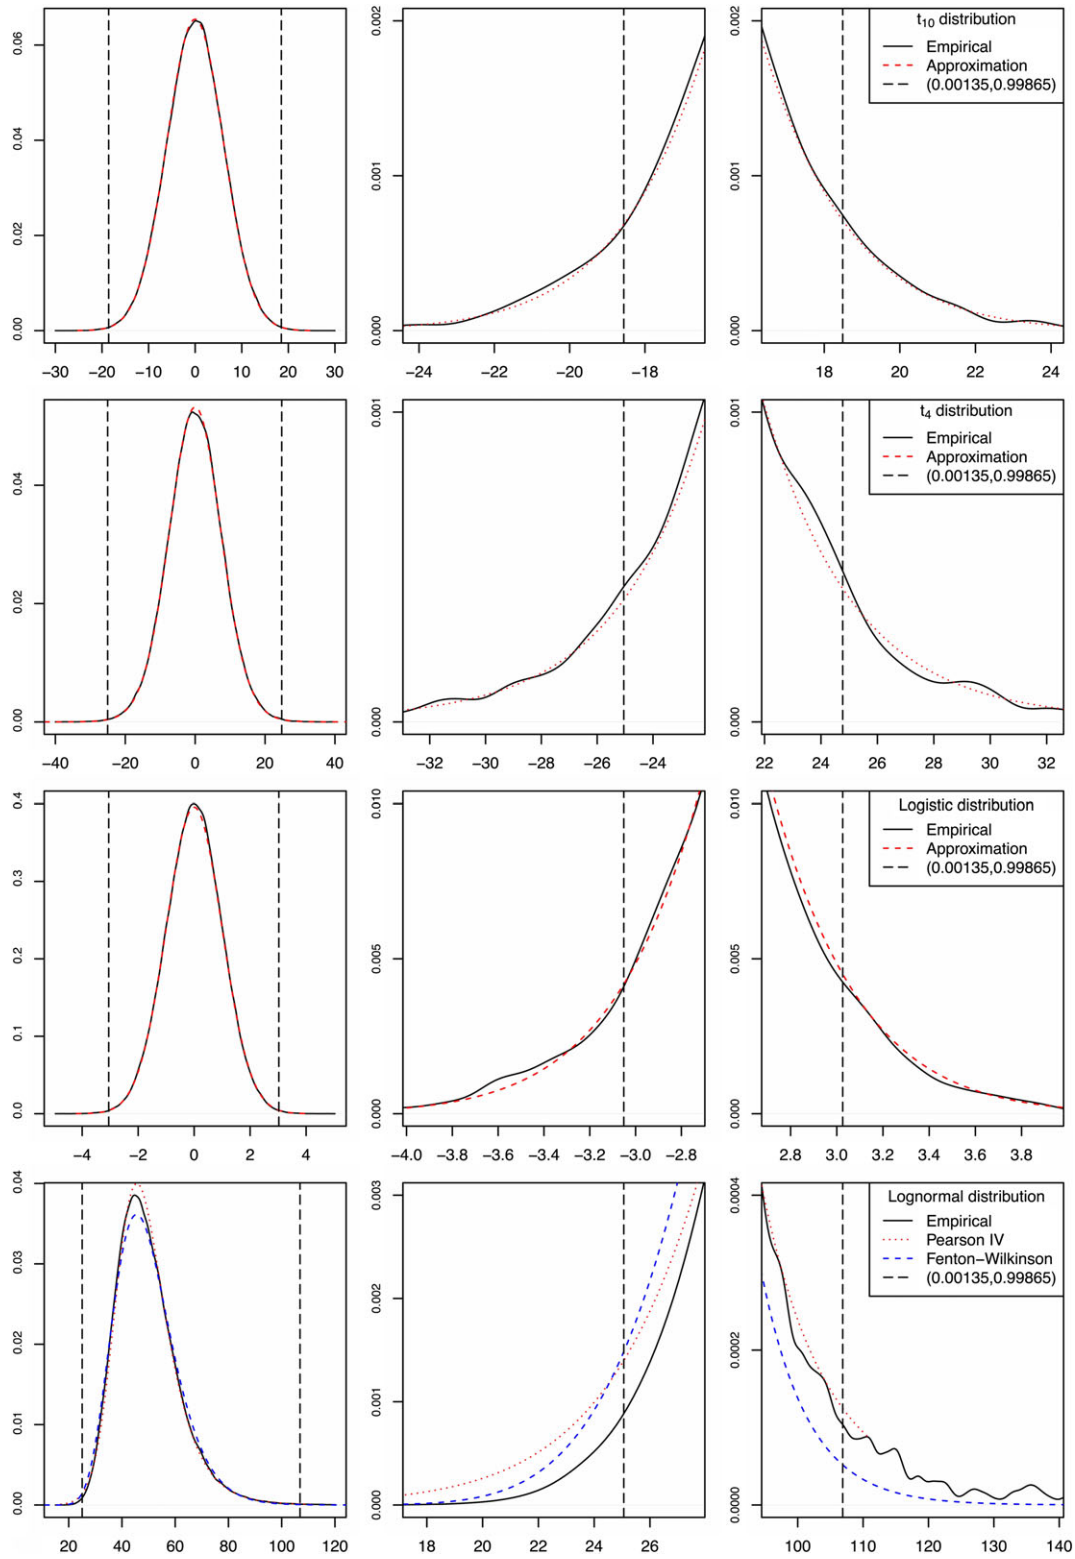 0.00 0.02 0.04 0.06
−30 −20 −10 0 10 20 30
0.000 0.001 0.002
−24 −22 −20 −18
0.000 0.001 0.002
18 20 22 24
t10 distribution
Empirical
Approximation
(0.00135,0.99865)
0.00 0.02 0.04
−40 −20 0 20 40
0.000 0.001
−32 −30 −28 −26 −24
0.000 0.001
22 24 26 28 30 32
t4 distribution
Empirical
Approximation
(0.00135,0.99865)
0.0 0.1 0.2 0.3 0.4
−4 −2 0 2 4
0.000 0.005 0.010
−4.0 −3.8 −3.6 −3.4 −3.2 −3.0 −2.8
0.000 0.005 0.010
2.8 3.0 3.2 3.4 3.6 3.8
Logistic distribution
Empirical
Approximation
(0.00135,0.99865)
0.00 0.01 0.02 0.03 0.04
20 40 60 80 100 120
0.000 0.001 0.002 0.003
18 20 22 24 26
0.0000 0.0002 0.0004
100 110 120 130 140
Lognormal distribution
Empirical
Pearson IV
Fenton−Wilkinson
(0.00135,0.99865)